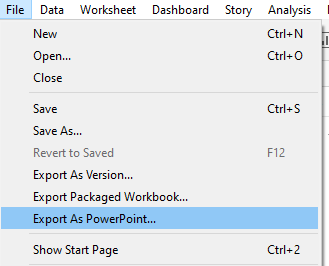 File Data Worksheet Dashboard Story Analysis
New Ctrl+N
Open... Ctrl+O
Close
Save Ctrl+S
Save As...
Revert to Saved F12
Export As Version...
Export Packaged Workbook...
Export As PowerPoint...
Show Start Page Ctrl+2